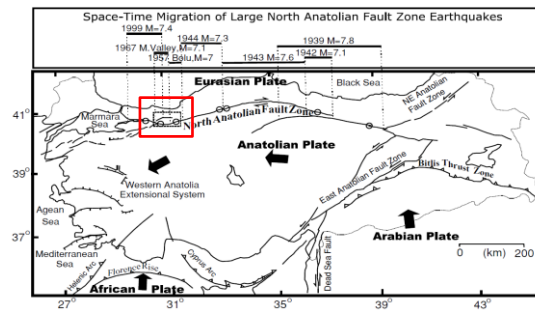 Space-Time Migration of Large North Anatolian Fault Zone Earthquakes
1999 M=7.4
1944 M=7.3
1939 M=7.8
1967 M.Valley,M=7.1
1942 M=7.1
1957 Bolu,M=7
1943 M=7.6
Eurasian Plate
Black Sea
NE Anatolian
Fault Zone
41°
Marmara
Sea
North Anatolian Fault Zone
Anatolian Plate
39°
Western Anatolia
Extensional System
East Anatolian Fault Zone
Bitlis Thrust Zone
Agean
Sea
37°
Arabian Plate
Mediterranean
Sea
Hellenic Arc
Florence Rise
Cyprus Arc
Dead Sea Fault
0 (km) 200
African Plate
27° 31° 35° 39° 43°